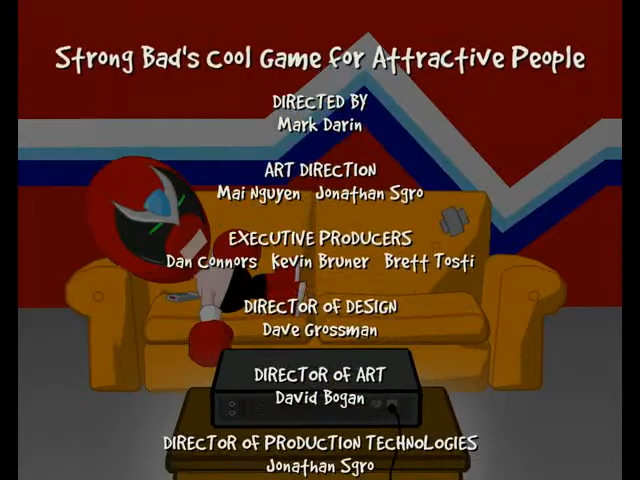 Strong Bad's Cool Game for Attractive People
DIRECTED BY
Mark Darin
ART DIRECTION
Mai Nguyen Jonathan Sgro
EXECUTIVE PRODUCERS
Dan Connors Kevin Bruner Brett Tosti
DIRECTOR OF DESIGN
Dave Grossman
DIRECTOR OF ART
David Bogan
DIRECTOR OF PRODUCTION TECHNOLOGIES
Jonathan Sgro